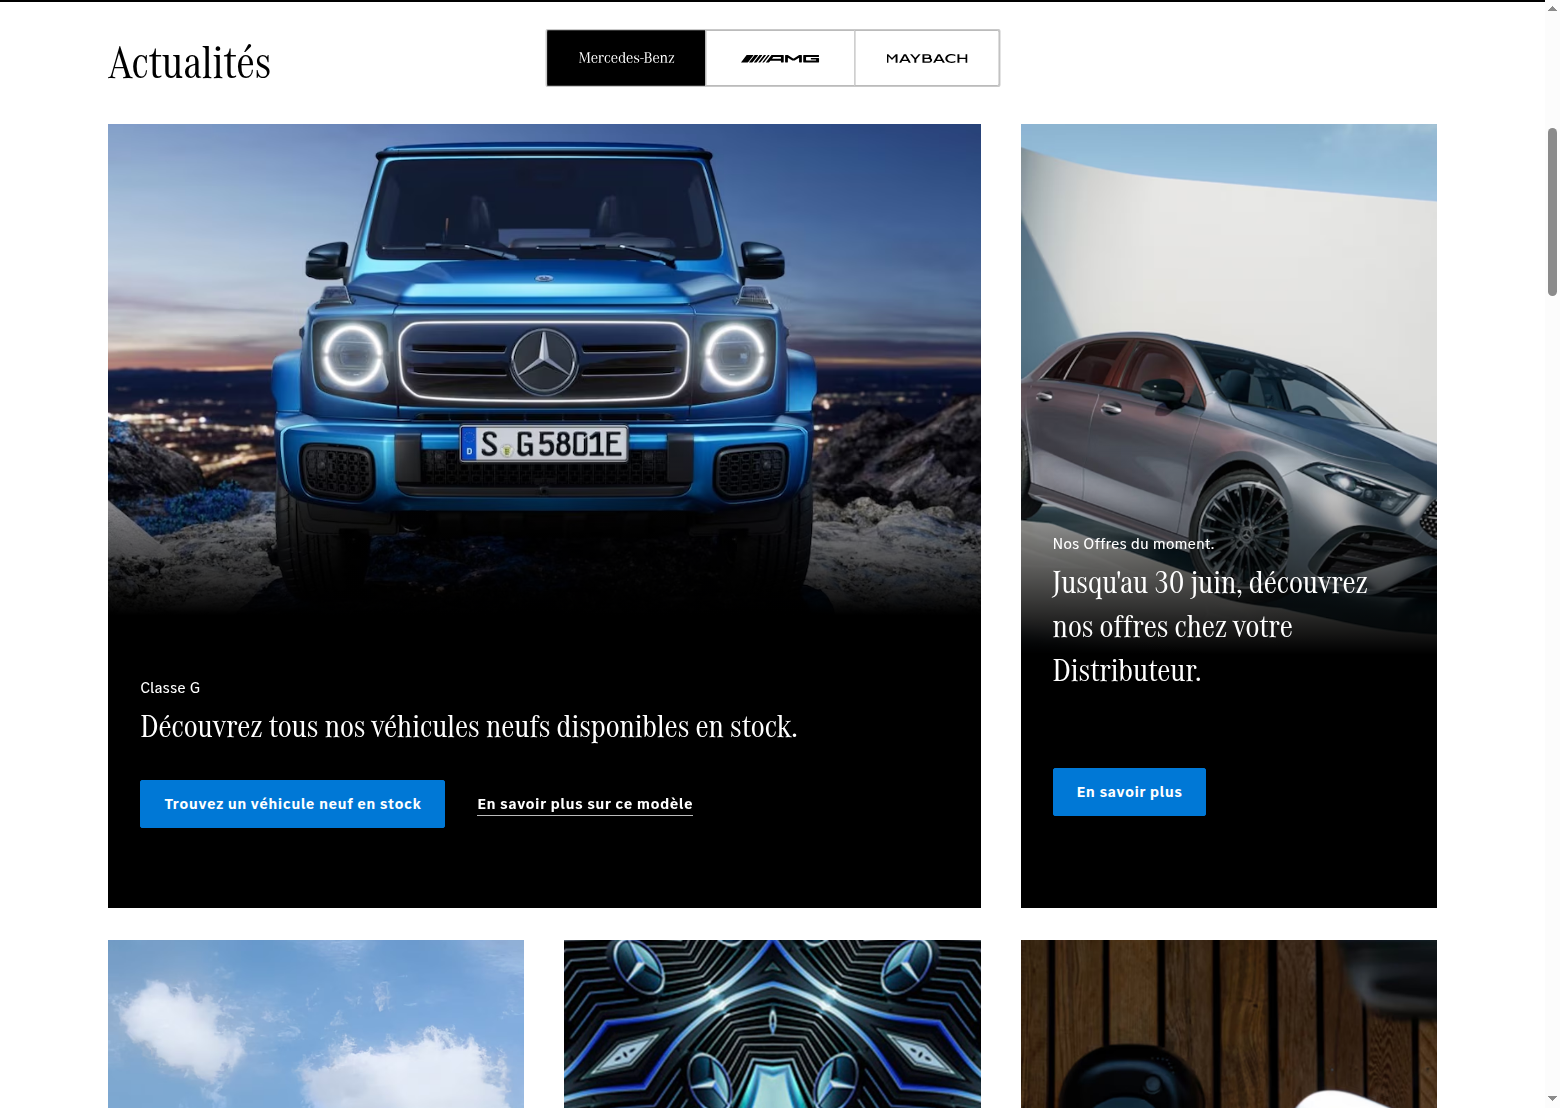 Actualités
Mercedes-Benz
AMG
MAYBACH
S G 5801E
D
Classe G
Découvrez tous nos véhicules neufs disponibles en stock.
Trouvez un véhicule neuf en stock
En savoir plus sur ce modèle
Nos Offres du moment.
Jusqu'au 30 juin, découvrez
nos offres chez votre
Distributeur.
En savoir plus